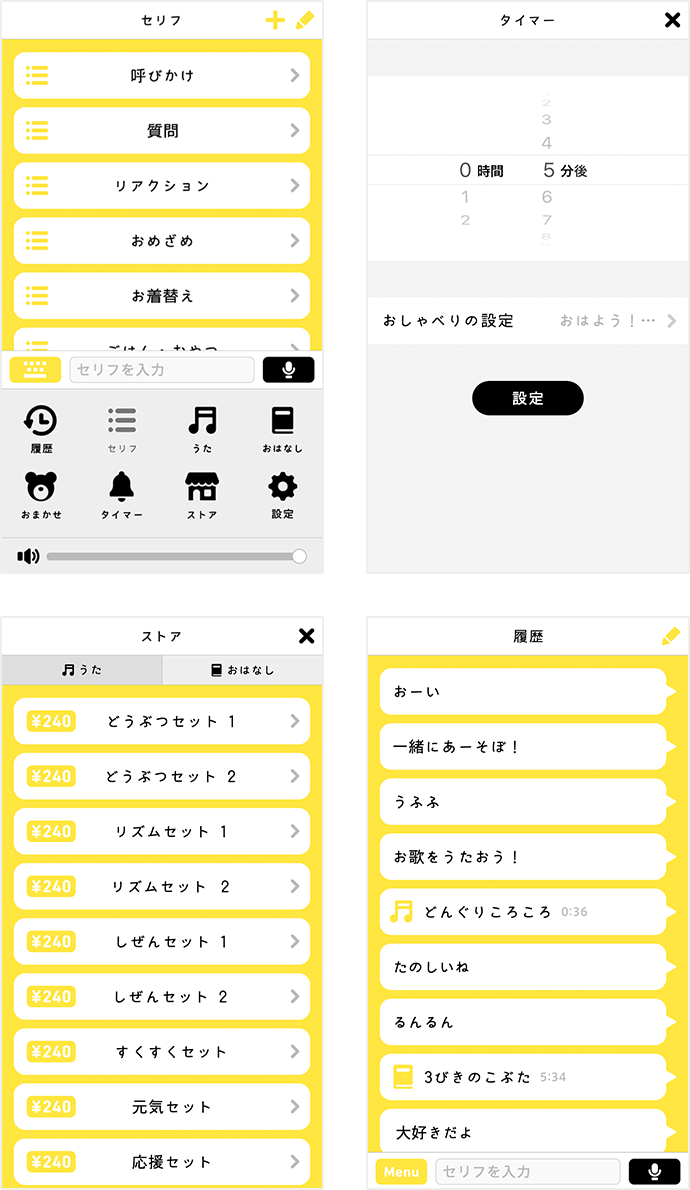 セリフ
呼びかけ
質問
リアクション
おめざめ
お着替え
ごはん・おやつ
セリフを入力
履歴 セリフ うた おはなし
おまかせ タイマー ストア 設定
タイマー
2
3
4
0 時間 5 分後
1 6
2 7
8
おしゃべりの設定 おはよう！…
設定
ストア
うた おはなし
¥240 どうぶつセット 1
¥240 どうぶつセット 2
¥240 リズムセット 1
¥240 リズムセット 2
¥240 しぜんセット 1
¥240 しぜんセット 2
¥240 すくすくセット
¥240 元気セット
¥240 応援セット
履歴
おーい
一緒にあーそぼ！
うふふ
お歌をうたおう！
どんぐりころころ 0:36
たのしいね
るんるん
3びきのこぶた 5:34
大好きだよ
Menu セリフを入力